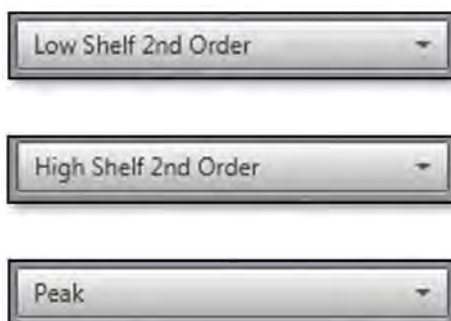 Low Shelf 2nd Order
High Shelf 2nd Order
Peak